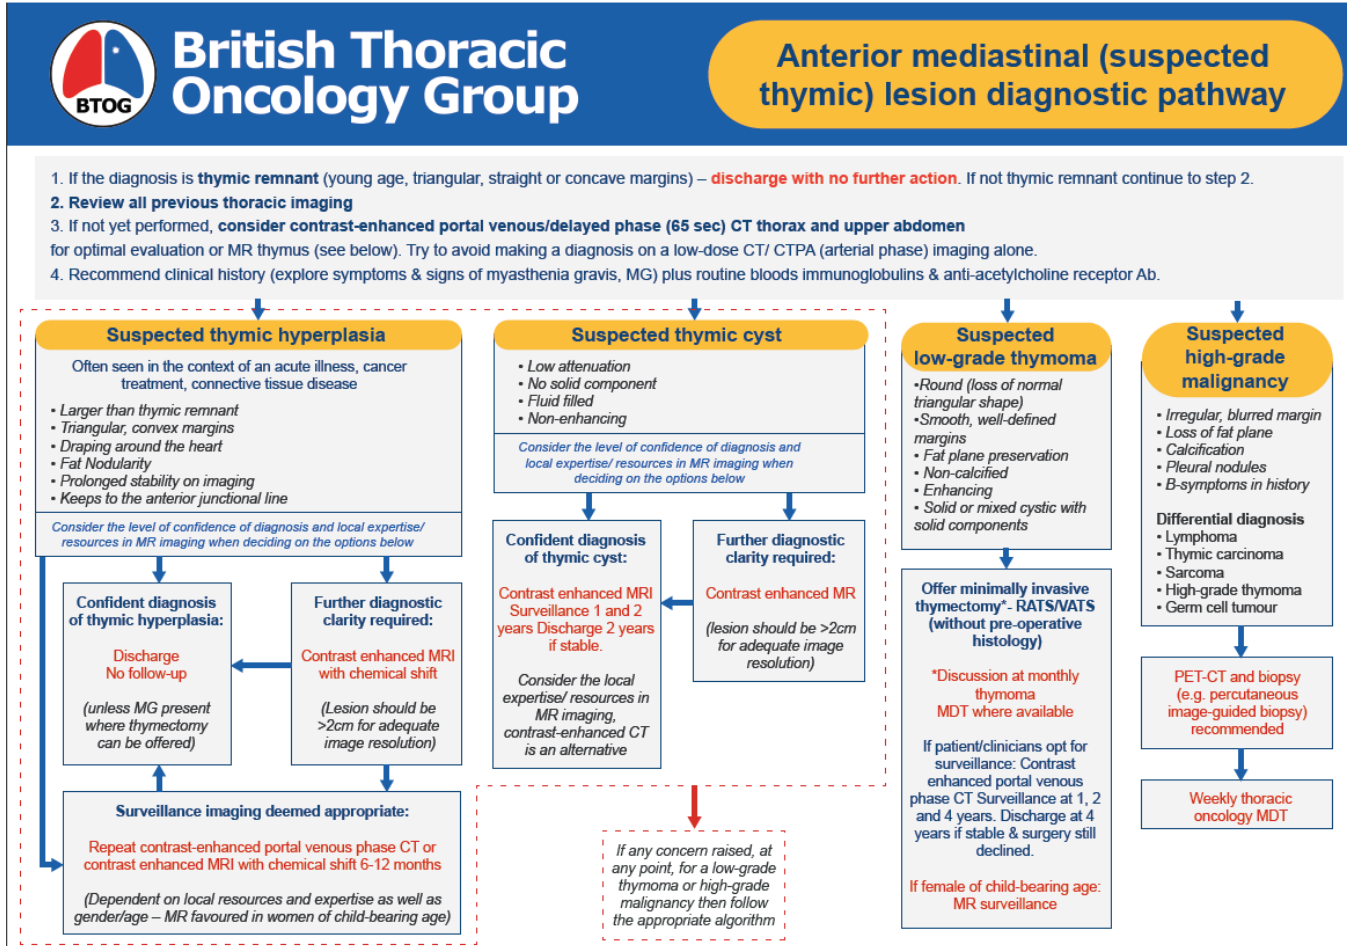 BTOG
British Thoracic
Oncology Group
Anterior mediastinal (suspected
thymic) lesion diagnostic pathway
1. If the diagnosis is thymic remnant (young age, triangular, straight or concave margins) – discharge with no further action. If not thymic remnant continue to step 2.
2. Review all previous thoracic imaging
3. If not yet performed, consider contrast-enhanced portal venous/delayed phase (65 sec) CT thorax and upper abdomen
for optimal evaluation or MR thymus (see below). Try to avoid making a diagnosis on a low-dose CT/ CTPA (arterial phase) imaging alone.
4. Recommend clinical history (explore symptoms & signs of myasthenia gravis, MG) plus routine bloods immunoglobulins & anti-acetylcholine receptor Ab.
Suspected thymic hyperplasia
Often seen in the context of an acute illness, cancer
treatment, connective tissue disease
• Larger than thymic remnant
• Triangular, convex margins
• Draping around the heart
• Fat Nodularity
• Prolonged stability on imaging
• Keeps to the anterior junctional line
Consider the level of confidence of diagnosis and local expertise/
resources in MR imaging when deciding on the options below
Confident diagnosis
of thymic hyperplasia:
Discharge
No follow-up
(unless MG present
where thymectomy
can be offered)
Further diagnostic
clarity required:
Contrast enhanced MRI
with chemical shift
(Lesion should be
>2cm for adequate
image resolution)
Surveillance imaging deemed appropriate:
Repeat contrast-enhanced portal venous phase CT or
contrast enhanced MRI with chemical shift 6-12 months
(Dependent on local resources and expertise as well as
gender/age – MR favoured in women of child-bearing age)
Suspected thymic cyst
• Low attenuation
• No solid component
• Fluid filled
• Non-enhancing
Consider the level of confidence of diagnosis and
local expertise/ resources in MR imaging when
deciding on the options below
Confident diagnosis
of thymic cyst:
Contrast enhanced MRI
Surveillance 1 and 2
years Discharge 2 years
if stable.
Consider the local
expertise/ resources in
MR imaging,
contrast-enhanced CT
is an alternative
Further diagnostic
clarity required:
Contrast enhanced MR
(lesion should be >2cm
for adequate image
resolution)
If any concern raised, at
any point, for a low-grade
thymoma or high-grade
malignancy then follow
the appropriate algorithm
Suspected
low-grade thymoma
•Round (loss of normal
triangular shape)
•Smooth, well-defined
margins
• Fat plane preservation
• Non-calcified
• Enhancing
• Solid or mixed cystic with
solid components
Offer minimally invasive
thymectomy*- RATS/VATS
(without pre-operative
histology)
*Discussion at monthly
thymoma
MDT where available
If patient/clinicians opt for
surveillance: Contrast
enhanced portal venous
phase CT Surveillance at 1, 2
and 4 years. Discharge at 4
years if stable & surgery still
declined.
If female of child-bearing age:
MR surveillance
Suspected
high-grade
malignancy
• Irregular, blurred margin
• Loss of fat plane
• Calcification
• Pleural nodules
• B-symptoms in history
Differential diagnosis
• Lymphoma
• Thymic carcinoma
• Sarcoma
• High-grade thymoma
• Germ cell tumour
PET-CT and biopsy
(e.g. percutaneous
image-guided biopsy)
recommended
Weekly thoracic
oncology MDT